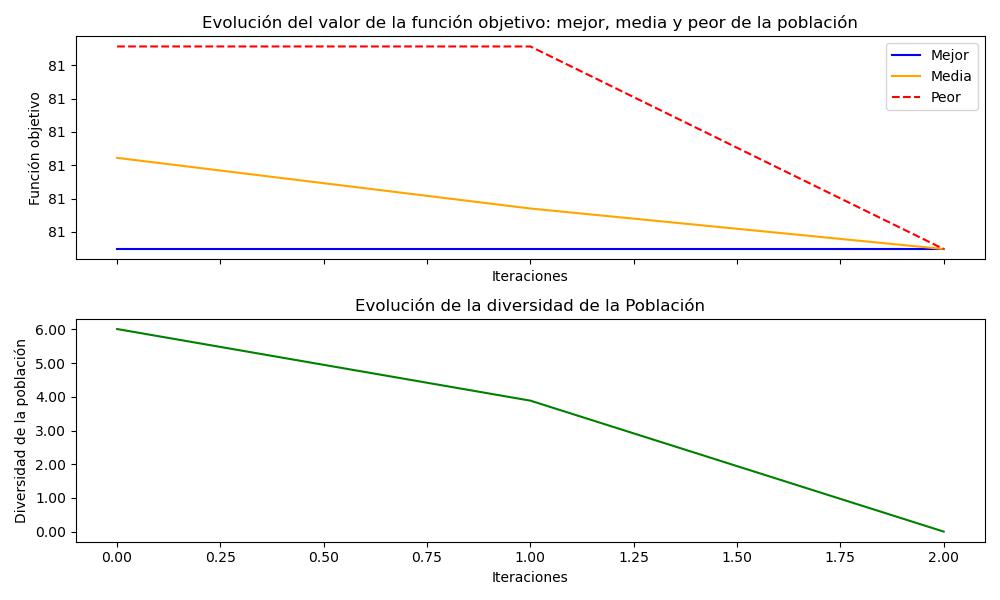 Evolución del valor de la función objetivo: mejor, media y peor de la población
Función objetivo
81
81
81
81
81
81
Mejor
Media
Peor
Iteraciones
Evolución de la diversidad de la Población
Diversidad de la población
6.00
5.00
4.00
3.00
2.00
1.00
0.00
0.00 0.25 0.50 0.75 1.00 1.25 1.50 1.75 2.00
Iteraciones